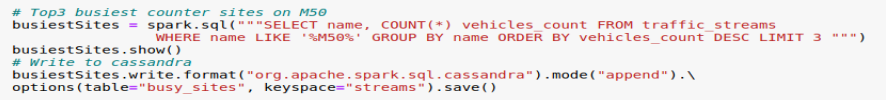 # Top3 busiest counter sites on M50
busiestSites = spark.sql("""SELECT name, COUNT(*) vehicles_count FROM traffic_streams
WHERE name LIKE '%M50%' GROUP BY name ORDER BY vehicles_count DESC LIMIT 3 """)
busiestSites.show()
# Write to cassandra
busiestSites.write.format("org.apache.spark.sql.cassandra").mode("append").\
options(table="busy_sites", keyspace="streams").save()